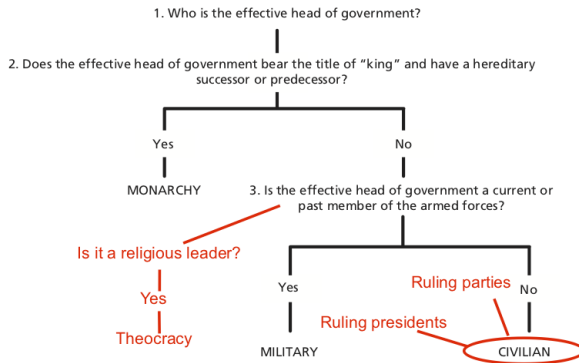 1. Who is the effective head of government?
2. Does the effective head of government bear the title of “king” and have a hereditary
successor or predecessor?
Yes
No
MONARCHY
3. Is the effective head of government a current or
past member of the armed forces?
Is it a religious leader?
Yes
Theocracy
Yes
Ruling parties
No
Ruling presidents
MILITARY
CIVILIAN